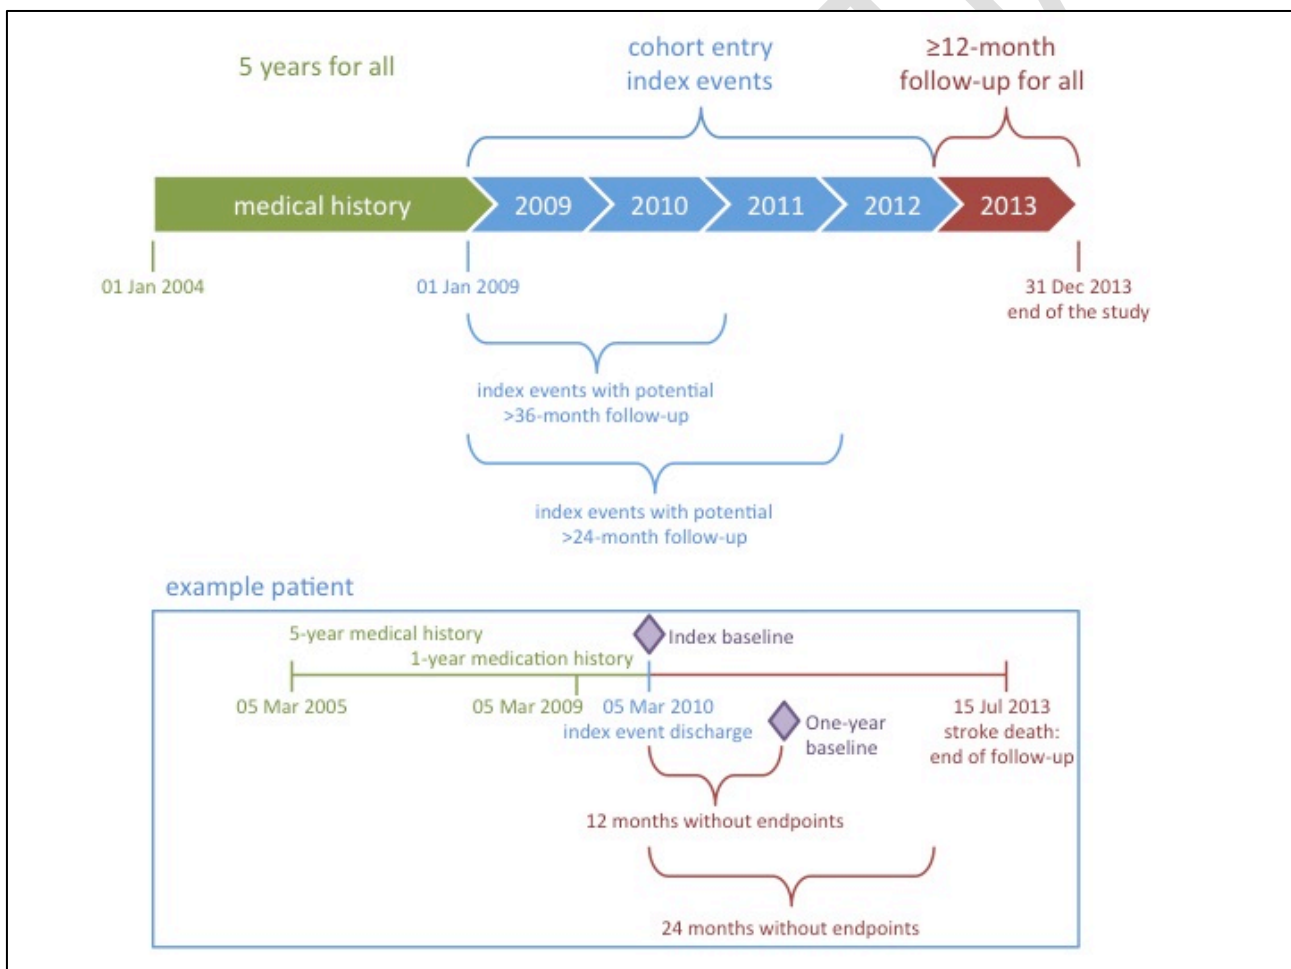 5 years for all
cohort entry
index events
≥12-month
follow-up for all
medical history
2009
2010
2011
2012
2013
01 Jan 2004
01 Jan 2009
31 Dec 2013
end of the study
index events with potential
>36-month follow-up
index events with potential
>24-month follow-up
example patient
5-year medical history
Index baseline
1-year medication history
05 Mar 2005
05 Mar 2009
05 Mar 2010
index event discharge
One-year
baseline
15 Jul 2013
stroke death:
end of follow-up
12 months without endpoints
24 months without endpoints